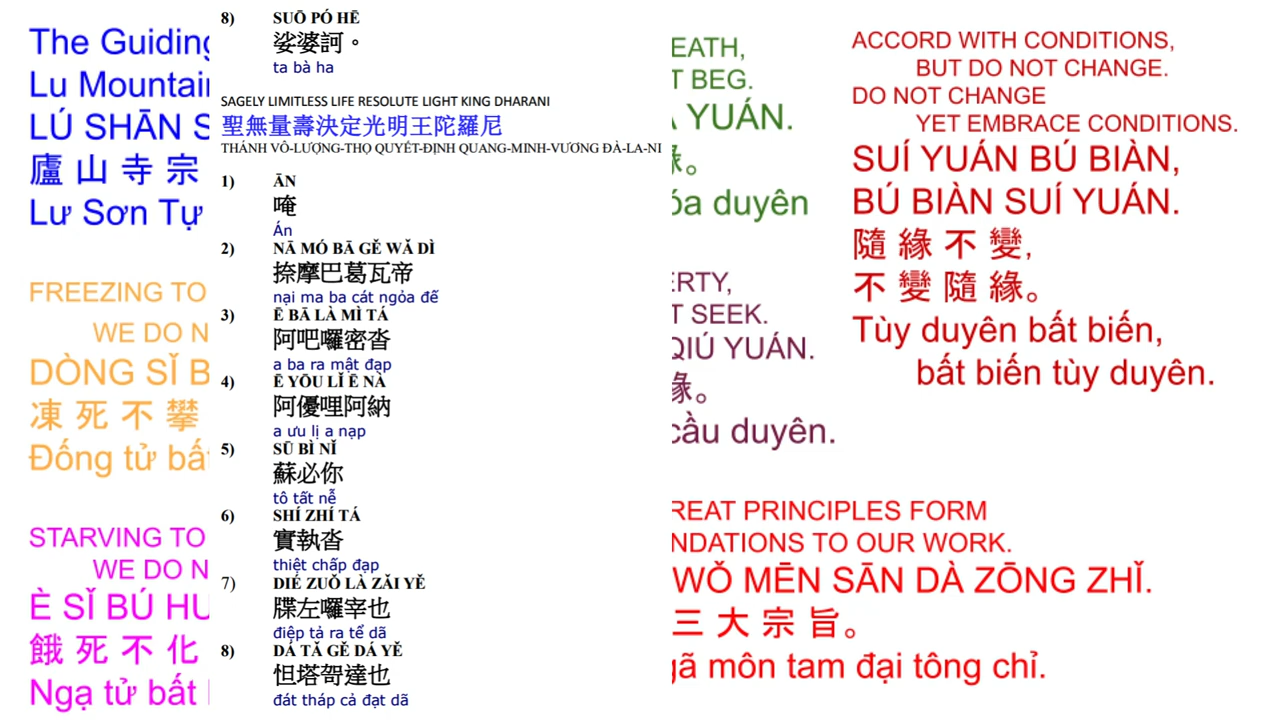 The Guiding
Lu Mountain
LÚ SHĀN S
廬 山 寺 宗
Lư Sơn Tự
FREEZING TO
WE DO N
DÒNG SǏ B
凍 死 不 攀
Đống tử bất
STARVING TO
WE DO N
È SǏ BÚ HU
餓 死 不 化
Ngạ tử bất
8) SUŌ PÓ HĒ
娑婆訶。
ta bà ha
SAGELY LIMITLESS LIFE RESOLUTE LIGHT KING DHARANI
聖無量壽決定光明王陀羅尼
THÁNH VÔ-LƯỢNG-THỌ QUYẾT-ĐỊNH QUANG-MINH-VƯƠNG ĐÀ-LA-NI
1) ĀN
唵
Án
2) NĀ MÓ BĀ GĚ WǍ DÌ
捺摩巴葛瓦帝
nại ma ba cát ngỏa đế
3) Ē BĀ LÀ MÌ TÁ
阿吧囉密沓
a ba ra mật đạp
4) Ē YŌU LǏ Ē NÀ
阿優哩阿納
a ưu lị a nạp
5) SŪ BÌ NǏ
蘇必你
tô tất nễ
6) SHÍ ZHÍ TÁ
實執沓
thiệt chấp đạp
7) DIÉ ZUǑ LÀ ZǍI YĚ
牒左囉宰也
điệp tả ra tể dã
8) DÁ TǍ GĚ DÁ YĚ
怛塔哿達也
đát tháp cả đạt dã
EATH,
T BEG.
YUÁN.
緣。
óa duyên
ERTY,
T SEEK.
QIÚ YUÁN.
緣。
cầu duyên.
ACCORD WITH CONDITIONS,
BUT DO NOT CHANGE.
DO NOT CHANGE
YET EMBRACE CONDITIONS.
SUÍ YUÁN BÚ BIÀN,
BÚ BIÀN SUÍ YUÁN.
隨 緣 不 變,
不 變 隨 緣。
Tùy duyên bất biến,
bất biến tùy duyên.
REAT PRINCIPLES FORM
NDATIONS TO OUR WORK.
WǑ MĒN SĀN DÀ ZŌNG ZHǏ.
三 大 宗 旨。
gã môn tam đại tông chỉ.